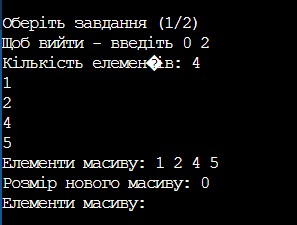 Оберіть завдання (1/2)
Щоб вийти – введіть 0 2
Кількість елемен�ів: 4
1
2
4
5
Елементи масиву: 1 2 4 5
Розмір нового масиву: 0
Елементи масиву: